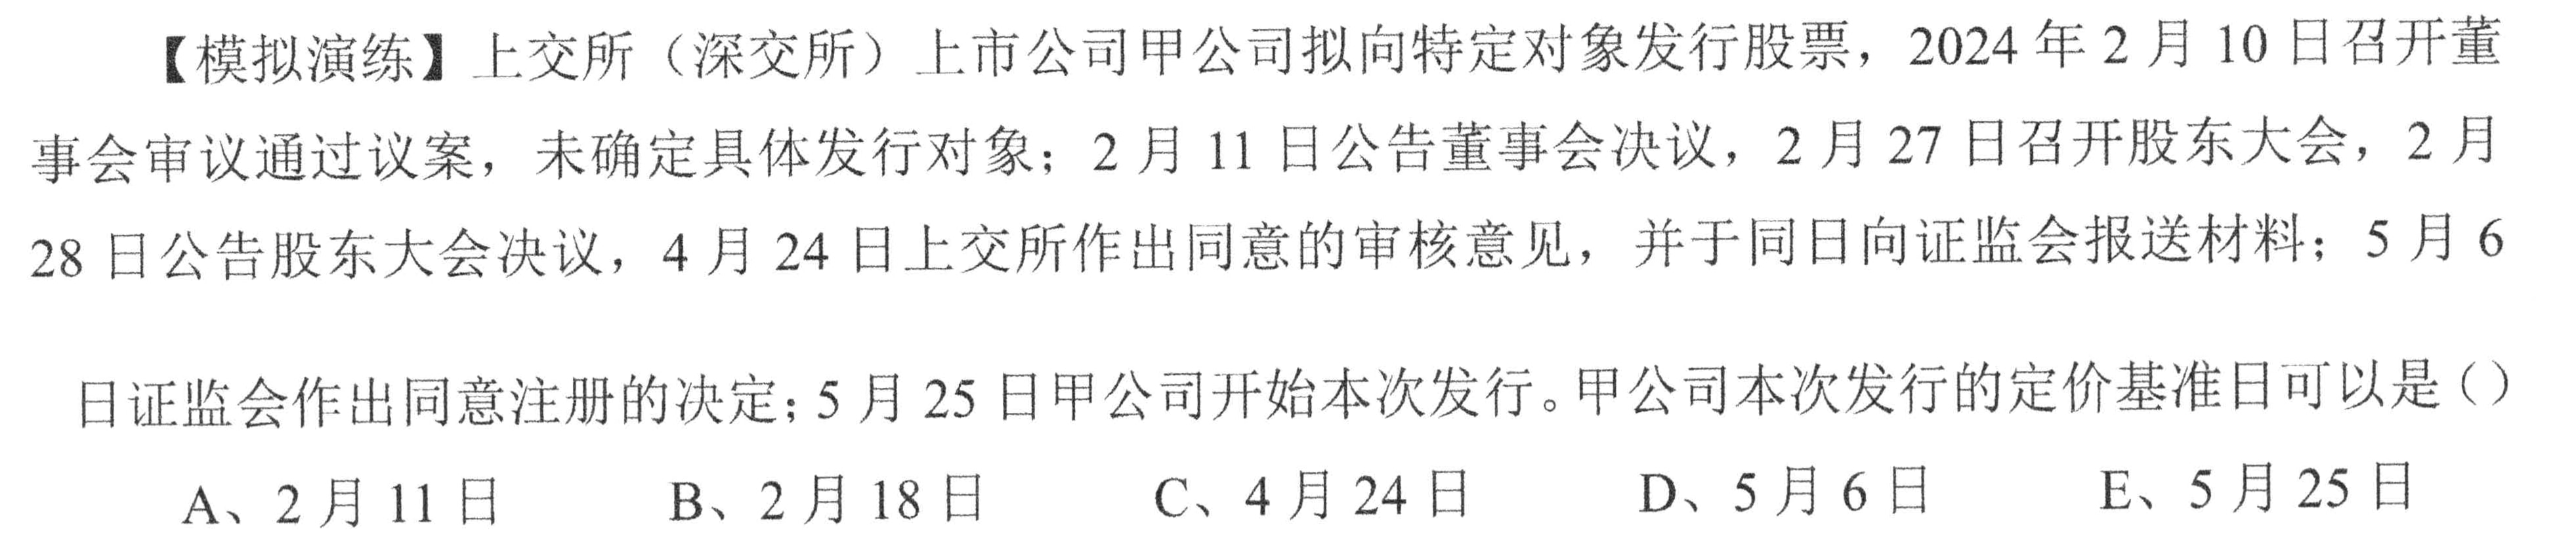 【模拟演练】上交所（深交所）上市公司甲公司拟向特定对象发行股票，2024 年 2 月 10 日召开董
事会审议通过议案，未确定具体发行对象；2 月 11 日公告董事会决议，2 月 27 日召开股东大会，2 月
28 日公告股东大会决议，4 月 24 日上交所作出同意的审核意见，并于同日向证监会报送材料；5 月 6
日证监会作出同意注册的决定；5 月 25 日甲公司开始本次发行。甲公司本次发行的定价基准日可以是（）
A、2 月 11 日 B、2 月 18 日 C、4 月 24 日 D、5 月 6 日 E、5 月 25 日